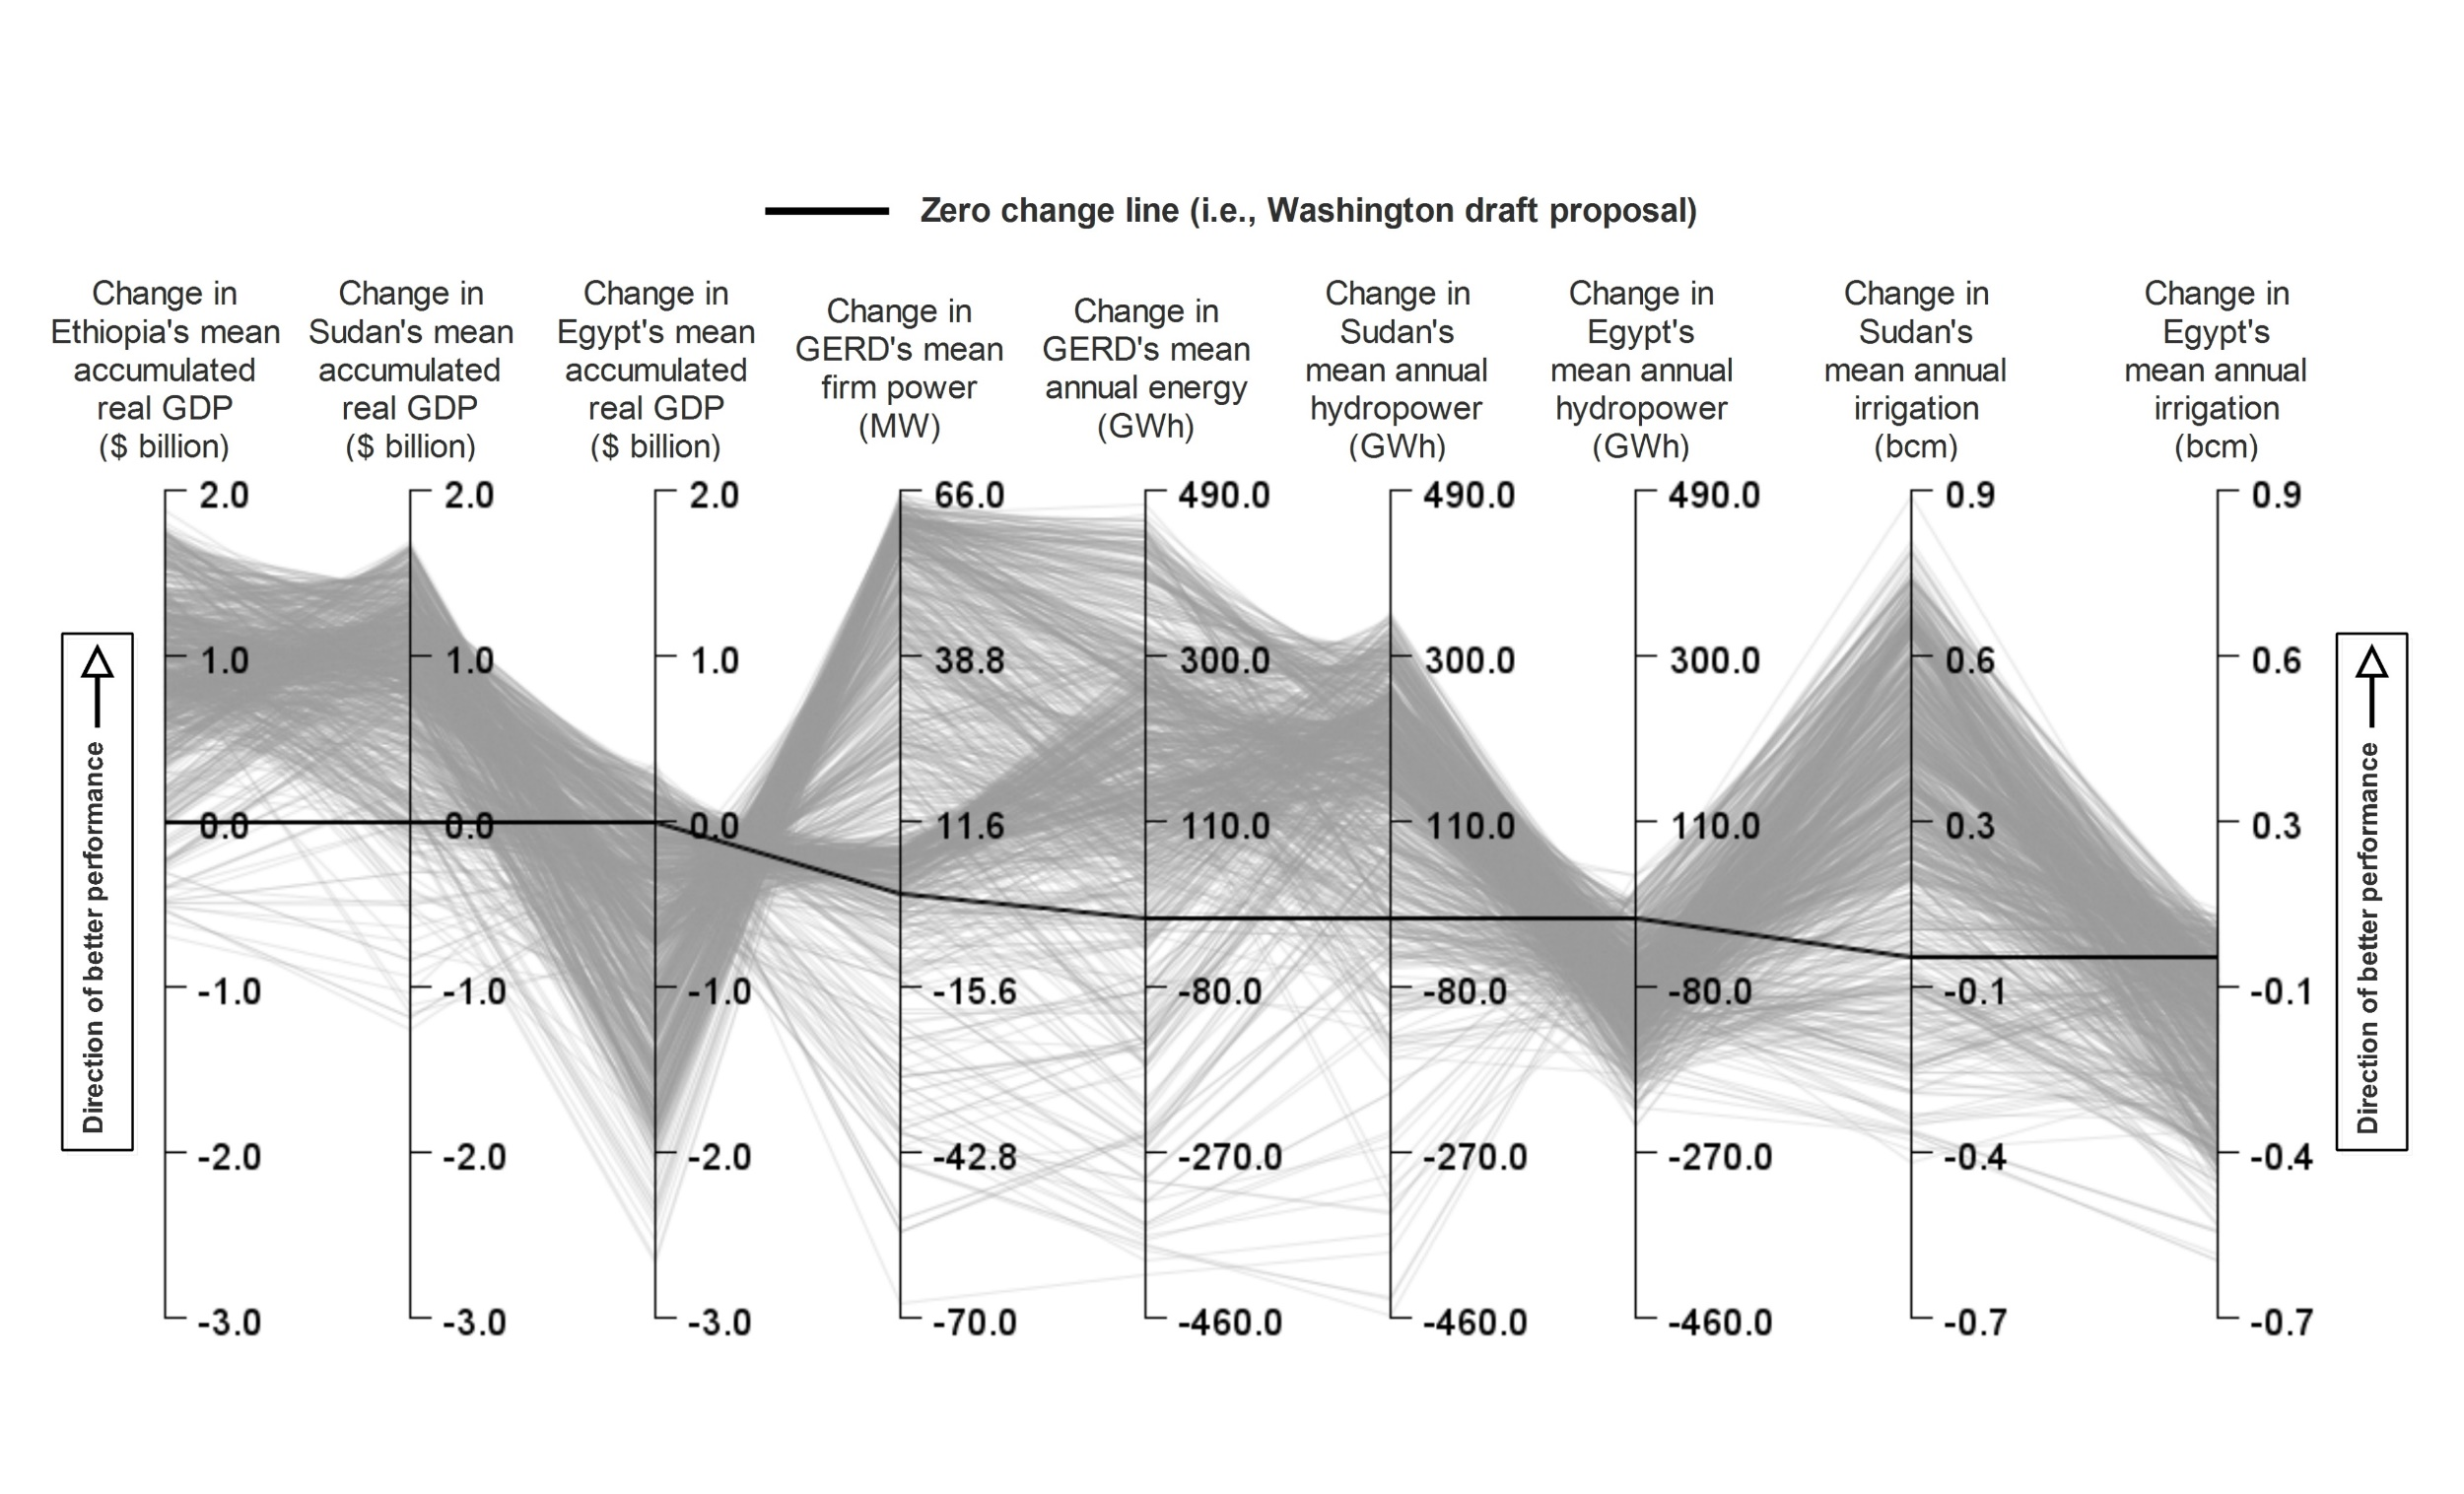 Zero change line (i.e., Washington draft proposal)
Change in
Ethiopia's mean
accumulated
real GDP
($ billion)
Change in
Sudan's mean
accumulated
real GDP
($ billion)
Change in
Egypt's mean
accumulated
real GDP
($ billion)
Change in
GERD's mean
firm power
(MW)
Change in
GERD's mean
annual energy
(GWh)
Change in
Sudan's
mean annual
hydropower
(GWh)
Change in
Egypt's
mean annual
hydropower
(GWh)
Change in
Sudan's
mean annual
irrigation
(bcm)
Change in
Egypt's
mean annual
irrigation
(bcm)
Direction of better performance
2.0
1.0
0.0
-1.0
-2.0
-3.0
2.0
1.0
0.0
-1.0
-2.0
-3.0
2.0
1.0
0.0
-1.0
-2.0
-3.0
66.0
38.8
11.6
-15.6
-42.8
-70.0
490.0
300.0
110.0
-80.0
-270.0
-460.0
490.0
300.0
110.0
-80.0
-270.0
-460.0
490.0
300.0
110.0
-80.0
-270.0
-460.0
0.9
0.6
0.3
-0.1
-0.4
-0.7
0.9
0.6
0.3
-0.1
-0.4
-0.7
Direction of better performance